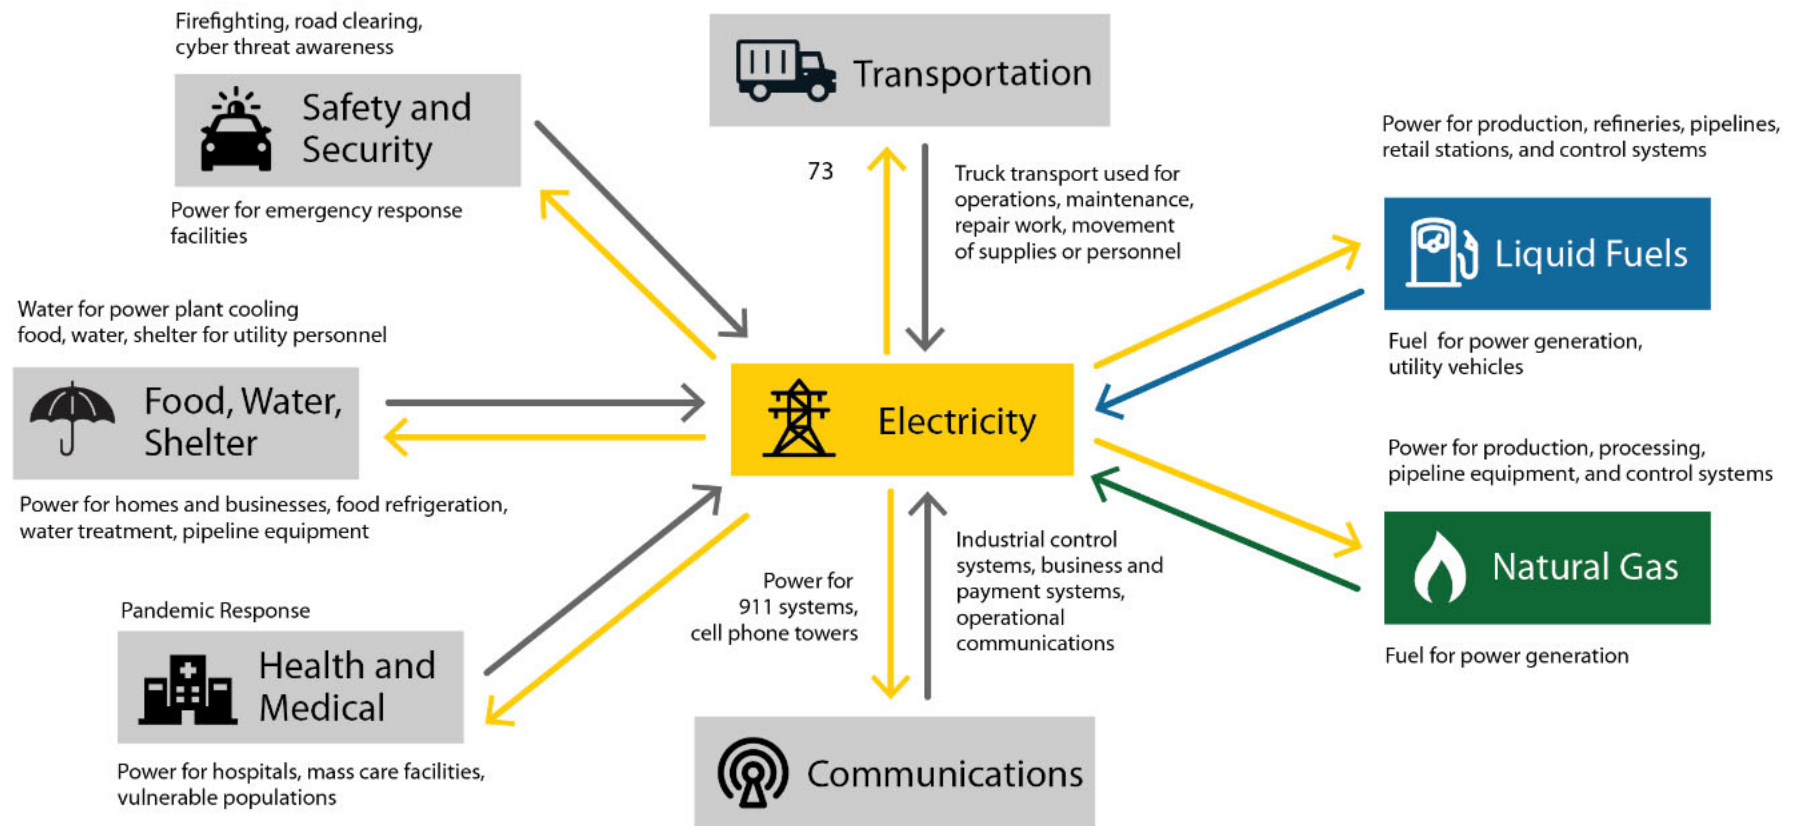 Firefighting, road clearing,
cyber threat awareness
Safety and
Security
Power for emergency response
facilities
Transportation
73
Truck transport used for
operations, maintenance,
repair work, movement
of supplies or personnel
Power for production, refineries, pipelines,
retail stations, and control systems
Liquid Fuels
Fuel for power generation,
utility vehicles
Water for power plant cooling
food, water, shelter for utility personnel
Food, Water,
Shelter
Power for homes and businesses, food refrigeration,
water treatment, pipeline equipment
Electricity
Power for production, processing,
pipeline equipment, and control systems
Natural Gas
Fuel for power generation
Pandemic Response
Health and
Medical
Power for hospitals, mass care facilities,
vulnerable populations
Power for
911 systems,
cell phone towers
Industrial control
systems, business and
payment systems,
operational
communications
Communications